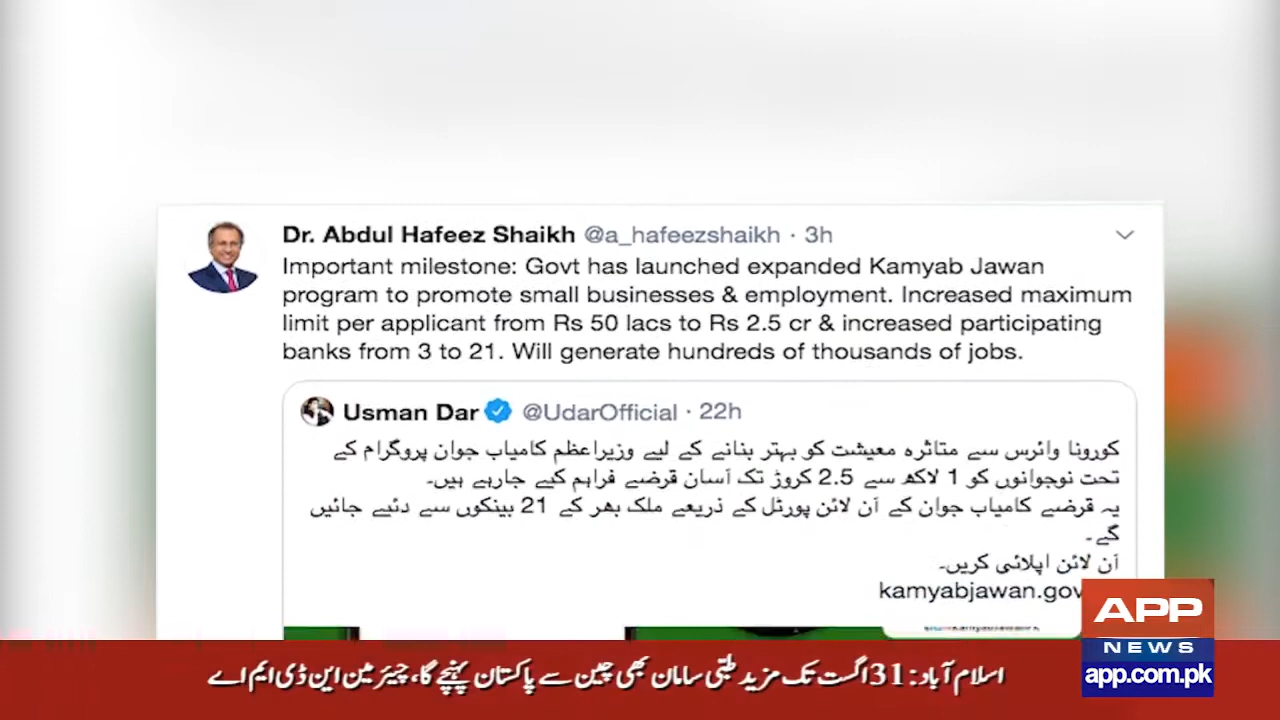 Dr. Abdul Hafeez Shaikh @a_hafeezshaikh · 3h
Important milestone: Govt has launched expanded Kamyab Jawan
program to promote small businesses & employment. Increased maximum
limit per applicant from Rs 50 lacs to Rs 2.5 cr & increased participating
banks from 3 to 21. Will generate hundreds of thousands of jobs.
Usman Dar @UdarOfficial · 22h
کورونا وائرس سے متاثرہ معیشت کو بہتر بنانے کے لیے وزیراعظم کامیاب جوان پروگرام کے
تحت نوجوانوں کو 1 لاکھ سے 2.5 کروڑ تک آسان قرضے فراہم کیے جارہے ہیں۔
یہ قرضے کامیاب جوان کے آن لائن پورٹل کے ذریعے ملک بھر کے 21 بینکوں سے دئیے جائیں
گے۔
آن لائن اپلائی کریں۔
kamyabjawan.gov
APP
NEWS
app.com.pk
اسلام آباد: 31 اگست تک مزید طبی سامان بھی چین سے پاکستان پہنچے گا، چیئرمین این ڈی ایم اے